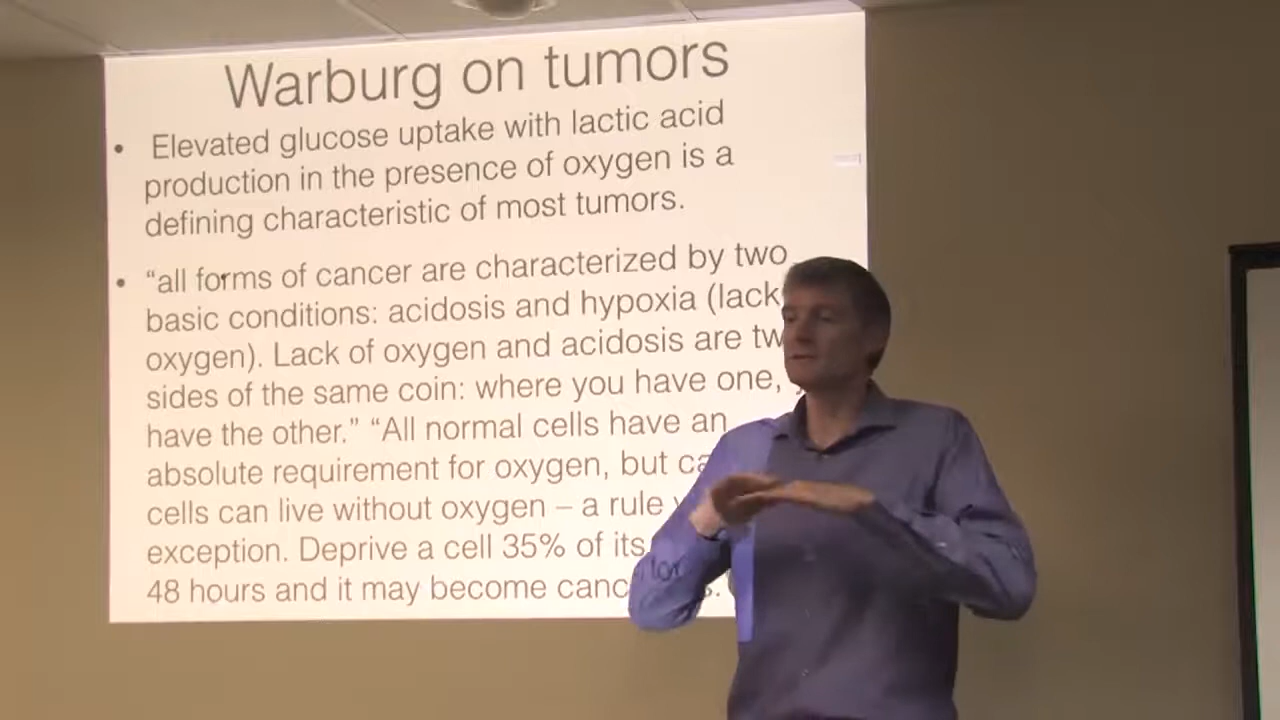 Warburg on tumors
• Elevated glucose uptake with lactic acid
production in the presence of oxygen is a
defining characteristic of most tumors.
• “all forms of cancer are characterized by two
basic conditions: acidosis and hypoxia (lack
oxygen). Lack of oxygen and acidosis are
sides of the same coin: where you have one,
have the other.” “All normal cells have an
absolute requirement for oxygen, but
cells can live without oxygen – a rule
exception. Deprive a cell 35% of its
48 hours and it may become